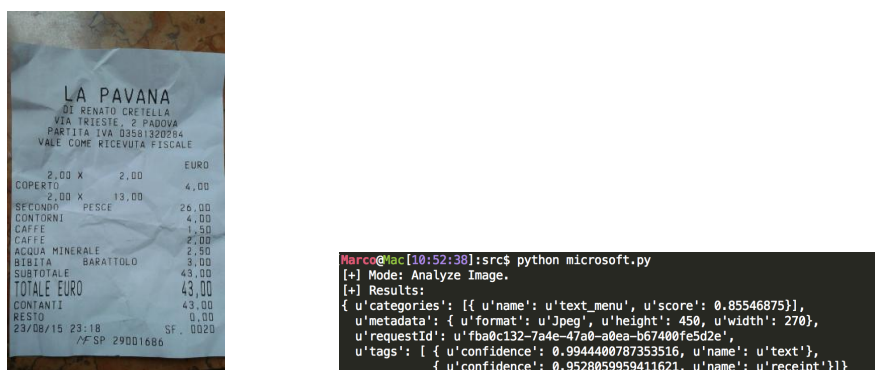 LA PAVANA
DI RENATO CRETELLA
VIA TRIESTE, 2 PADOVA
PARTITA IVA 03581320284
VALE COME RICEVUTA FISCALE
EURO
2,00 X 2,00
COPERTO 4,00
2,00 X 13,00
SECONDO PESCE 26,00
CONTORNI 4,00
CAFFE 1,50
CAFFE 2,00
ACQUA MINERALE 2,50
BIBITA BARATTOLO 3,00
SUBTOTALE 43,00
TOTALE EURO 43,00
CONTANTI 43,00
RESTO 0,00
23/08/15 23:18 SF. 0020
SP 29001686
Marco@Mac[10:52:38]:src$ python microsoft.py
[+] Mode: Analyze Image.
[+] Results:
{ u'categories': [{ u'name': u'text_menu', u'score': 0.85546875}],
u'metadata': { u'format': u'Jpeg', u'height': 450, u'width': 270},
u'requestId': u'fba0c132-7a4e-47a0-a0ea-b67400fe5d2e',
u'tags': [ { u'confidence': 0.9944400787353516, u'name': u'text'},
{ u'confidence': 0.9528059959411621, u'name': u'receipt'}]}